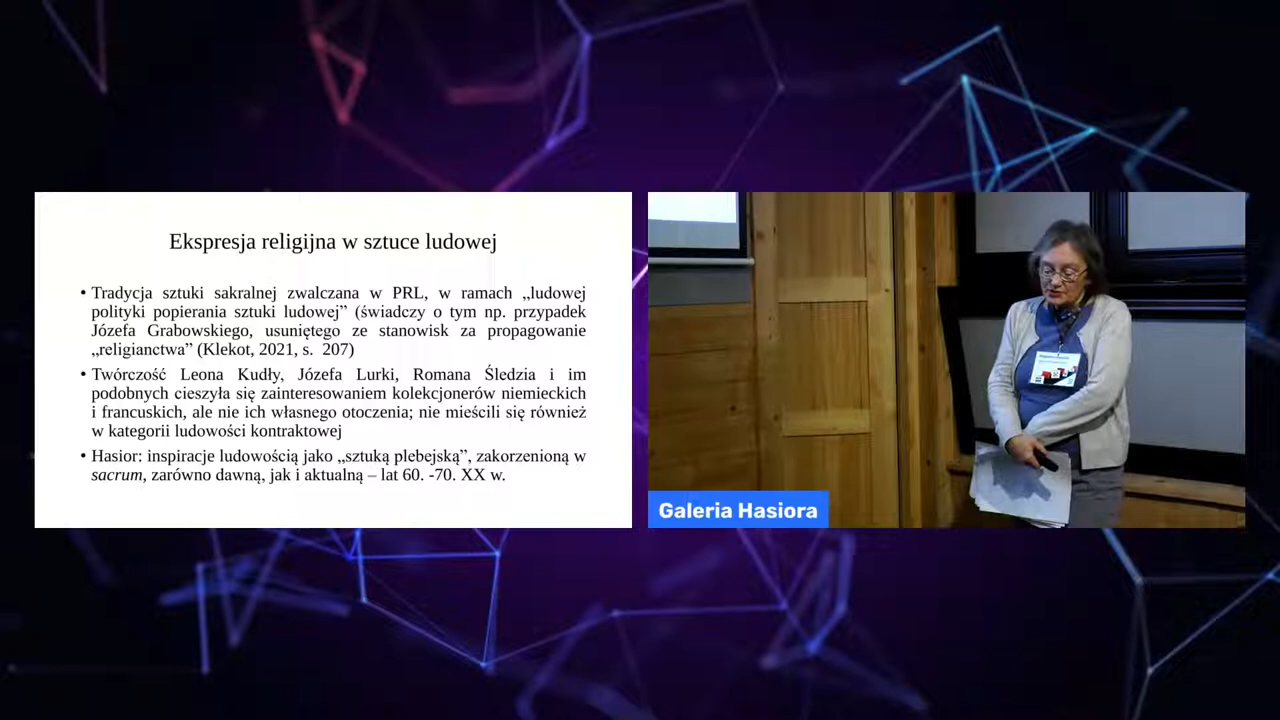 Ekspresja religijna w sztuce ludowej
• Tradycja sztuki sakralnej zwalczana w PRL, w ramach „ludowej
polityki popierania sztuki ludowej” (świadczy o tym np. przypadek
Józefa Grabowskiego, usuniętego ze stanowisk za propagowanie
„religianctwa” (Klekot, 2021, s. 207)
• Twórczość Leona Kudły, Józefa Lurki, Romana Śledzia i im
podobnych cieszyła się zainteresowaniem kolekcjonerów niemieckich
i francuskich, ale nie ich własnego otoczenia; nie mieścili się również
w kategorii ludowości kontraktowej
• Hasior: inspiracje ludowością jako „sztuką plebejską”, zakorzenioną w
sacrum, zarówno dawną, jak i aktualną – lat 60. -70. XX w.
Galeria Hasiora